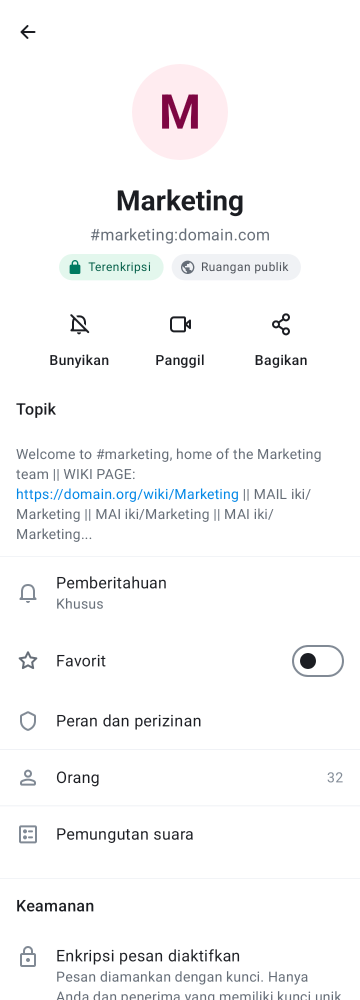 M
Marketing
#marketing:domain.com
Terenkripsi
Ruangan publik
Bunyikan
Panggil
Bagikan
Topik
Welcome to #marketing, home of the Marketing
team || WIKI PAGE:
https://domain.org/wiki/Marketing || MAIL iki/
Marketing || MAI iki/Marketing || MAI iki/
Marketing...
Pemberitahuan
Khusus
Favorit
Peran dan perizinan
Orang
32
Pemungutan suara
Keamanan
Enkripsi pesan diaktifkan
Pesan diamankan dengan kunci. Hanya
Anda dan penerima yang memiliki kunci unik